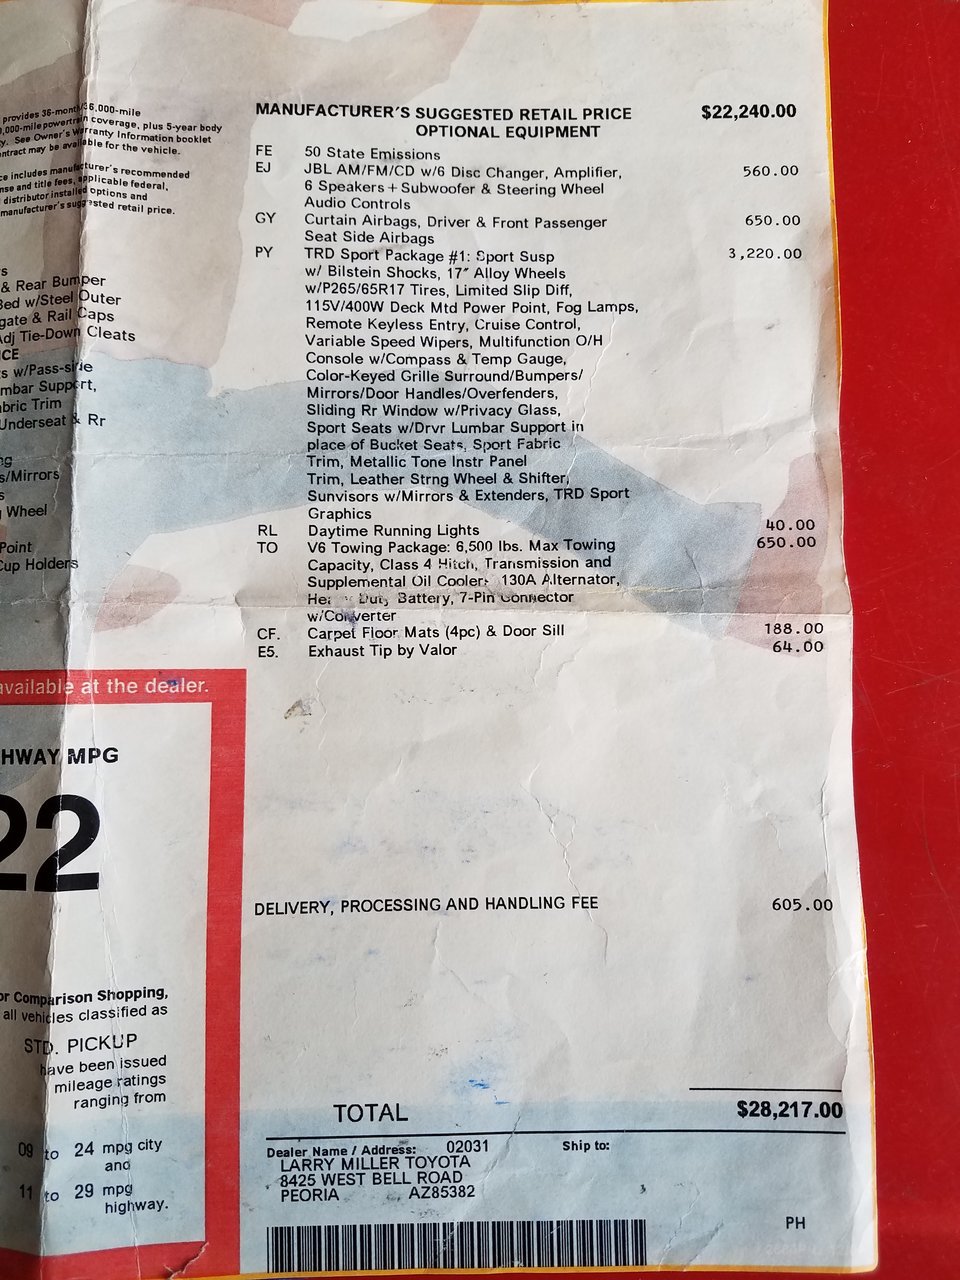 provides 36-month/36,000-mile
,000-mile powertrain coverage, plus 5-year body
y. See Owner's Warranty Information booklet
ntract may be available for the vehicle.
ce includes manufacturer's recommended
nse and title fees, applicable federal,
distributor installed options and
manufacturer's suggested retail price.
s
& Rear Bumper
Bed w/Steel Outer
gate & Rail Caps
Adj Tie-Down Cleats
ICE
ts w/Pass-side
mbar Support,
abric Trim
Underseat & Rr
ng
s/Mirrors
s
g Wheel
Point
Cup Holders
available at the dealer.
HWAY MPG
22
or Comparison Shopping,
all vehicles classified as
STD. PICKUP
have been issued
mileage ratings
ranging from
09 to 24 mpg city
and
11 to 29 mpg
highway.
MANUFACTURER'S SUGGESTED RETAIL PRICE $22,240.00
OPTIONAL EQUIPMENT
FE 50 State Emissions
EJ JBL AM/FM/CD w/6 Disc Changer, Amplifier, 560.00
6 Speakers + Subwoofer & Steering Wheel
Audio Controls
GY Curtain Airbags, Driver & Front Passenger 650.00
Seat Side Airbags
PY TRD Sport Package #1: Sport Susp 3,220.00
w/ Bilstein Shocks, 17" Alloy Wheels
w/P265/65R17 Tires, Limited Slip Diff,
115V/400W Deck Mtd Power Point, Fog Lamps,
Remote Keyless Entry, Cruise Control,
Variable Speed Wipers, Multifunction O/H
Console w/Compass & Temp Gauge,
Color-Keyed Grille Surround/Bumpers/
Mirrors/Door Handles/Overfenders,
Sliding Rr Window w/Privacy Glass,
Sport Seats w/Drvr Lumbar Support in
place of Bucket Seats, Sport Fabric
Trim, Metallic Tone Instr Panel
Trim, Leather Strng Wheel & Shifter,
Sunvisors w/Mirrors & Extenders, TRD Sport
Graphics
RL Daytime Running Lights 40.00
TO V6 Towing Package: 6,500 lbs. Max Towing 650.00
Capacity, Class 4 Hitch, Transmission and
Supplemental Oil Cooler, 130A Alternator,
Heavy Duty Battery, 7-Pin Connector
w/Converter
CF. Carpet Floor Mats (4pc) & Door Sill 188.00
E5. Exhaust Tip by Valor 64.00
DELIVERY, PROCESSING AND HANDLING FEE 605.00
TOTAL $28,217.00
Dealer Name / Address: 02031 Ship to:
LARRY MILLER TOYOTA
8425 WEST BELL ROAD
PEORIA AZ85382
PH